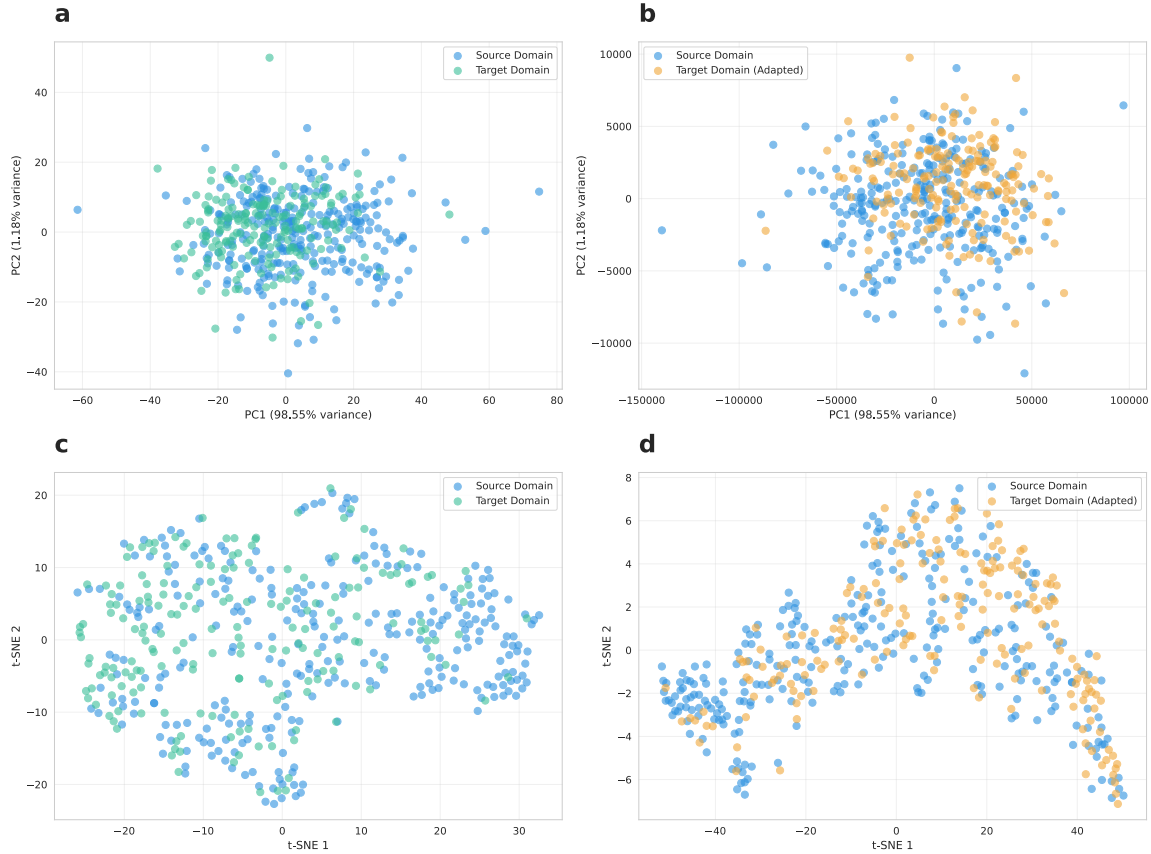 a
Source Domain
Target Domain
PC2 (1.18% variance)
40
20
0
−20
−40
−60
−40
−20
0
20
40
60
80
PC1 (98.55% variance)
b
Source Domain
Target Domain (Adapted)
PC2 (1.18% variance)
10000
5000
0
−5000
−10000
−150000
−100000
−50000
0
50000
100000
PC1 (98.55% variance)
c
Source Domain
Target Domain
t-SNE 2
20
10
0
−10
−20
−20
−10
0
10
20
30
t-SNE 1
d
Source Domain
Target Domain (Adapted)
t-SNE 2
8
6
4
2
0
−2
−4
−6
−40
−20
0
20
40
t-SNE 1